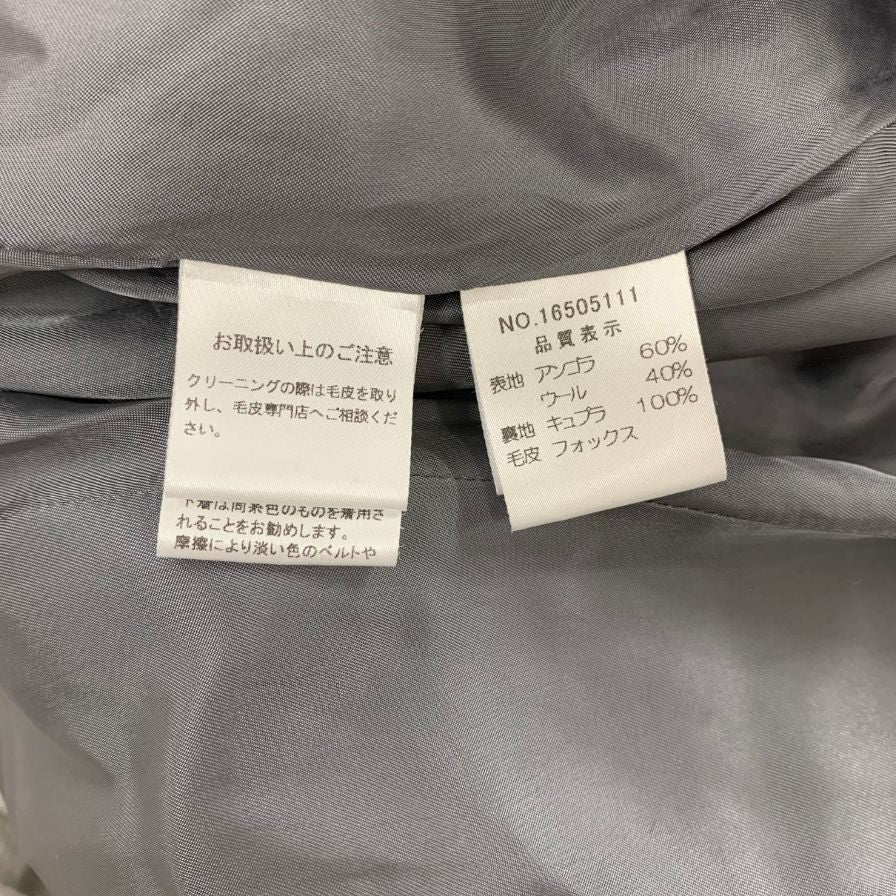 お取扱い上のご注意
クリーニングの際は毛皮を取り
外し、毛皮専門店へご相談くだ
さい。
下着は同系色のものを着用さ
れることをお勧めします。
摩擦により淡い色のベルトや
NO.16505111
品質表示
表地 アンゴラ 60%
ウール 40%
裏地 キュプラ 100%
毛皮 フォックス